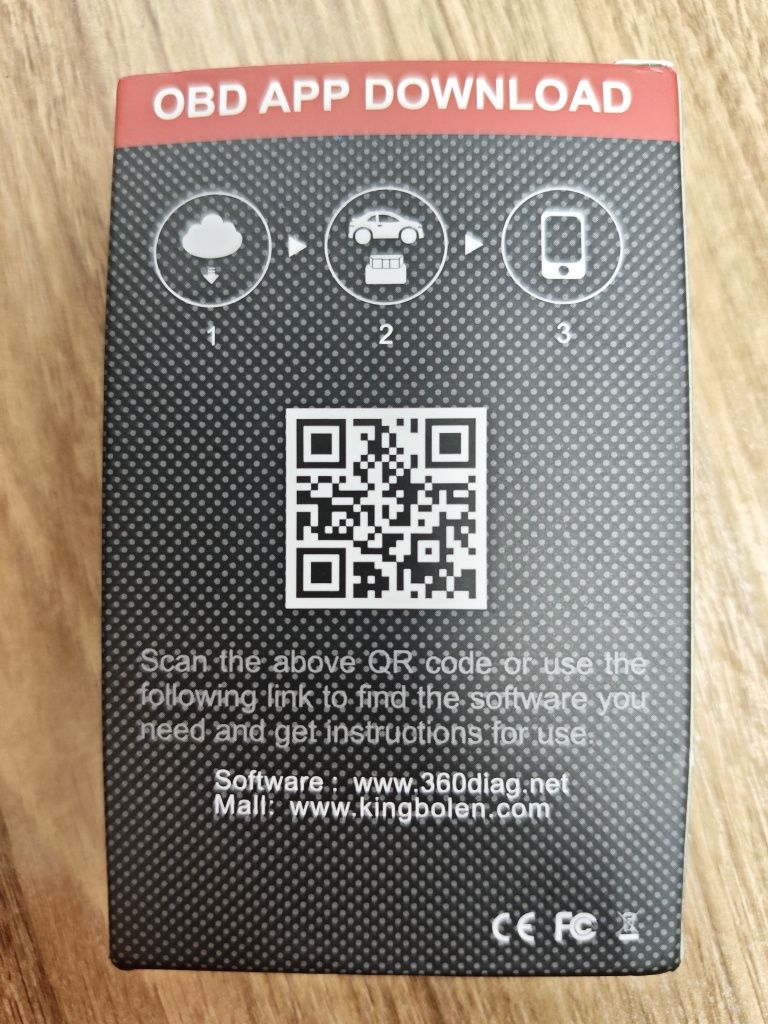 OBD APP DOWNLOAD
1 2 3
Scan the above QR code or use the
following link to find the software you
need and get instructions for use.
Software : www.360diag.net
Mall: www.kingbolen.com
CE FC